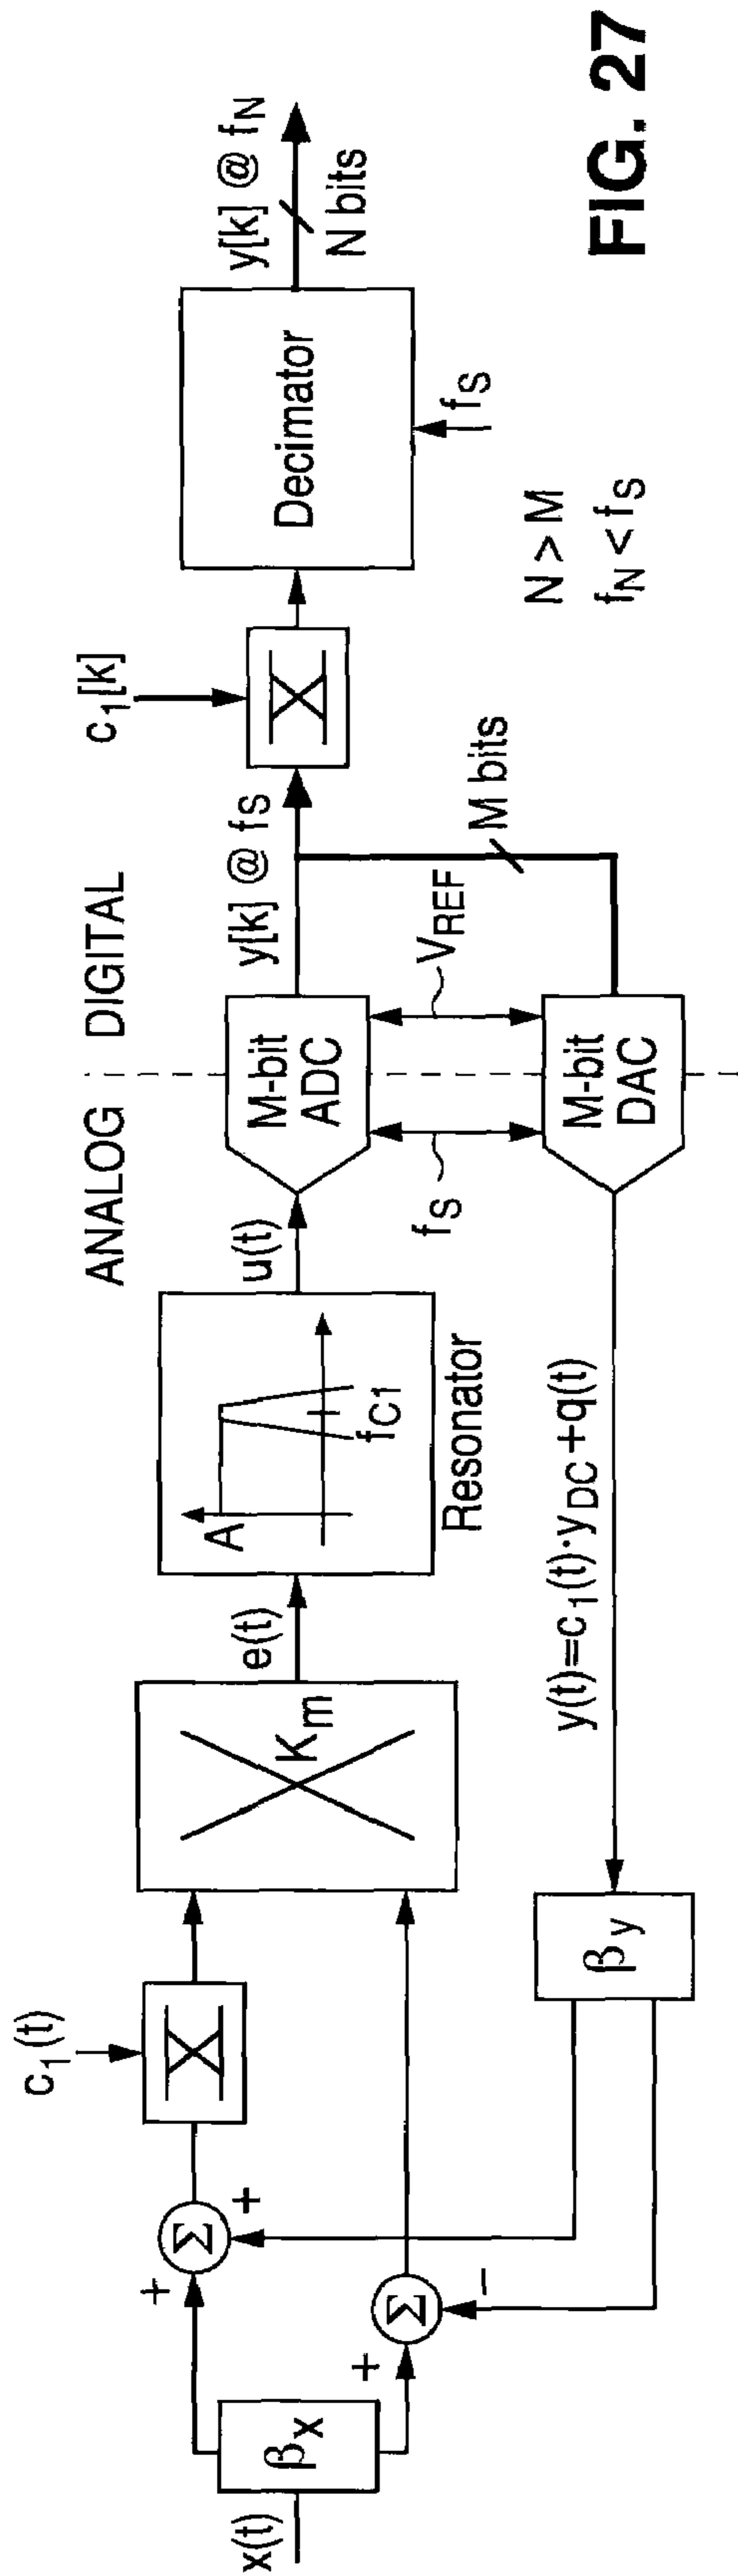 ANALOG
DIGITAL
x(t)
βx
+
+
Σ
+
−
Σ
c1(t)
X
Km
e(t)
A
fC1
Resonator
u(t)
M-bit
ADC
y[k] @ fS
c1[k]
X
Decimator
fS
y[k] @ fN
N bits
fS
VREF
M bits
M-bit
DAC
y(t)=c1(t)·yDC+q(t)
βy
N > M
fN < fS
FIG. 27